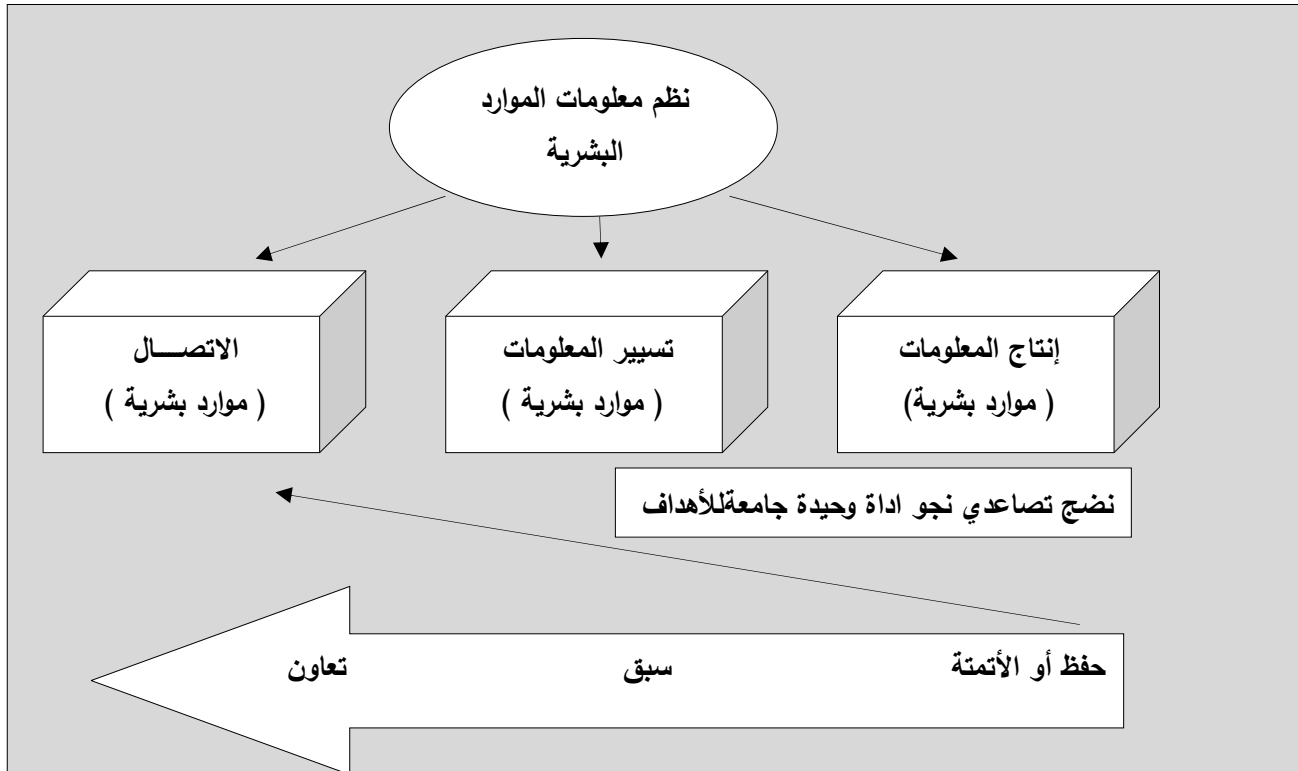 نظم معلومات الموارد
البشرية
إنتاج المعلومات
( موارد بشرية)
تسيير المعلومات
( موارد بشرية )
الاتصـــال
( موارد بشرية )
نضج تصاعدي نجو اداة وحيدة جامعةللأهداف
حفظ أو الأتمتة سبق تعاون